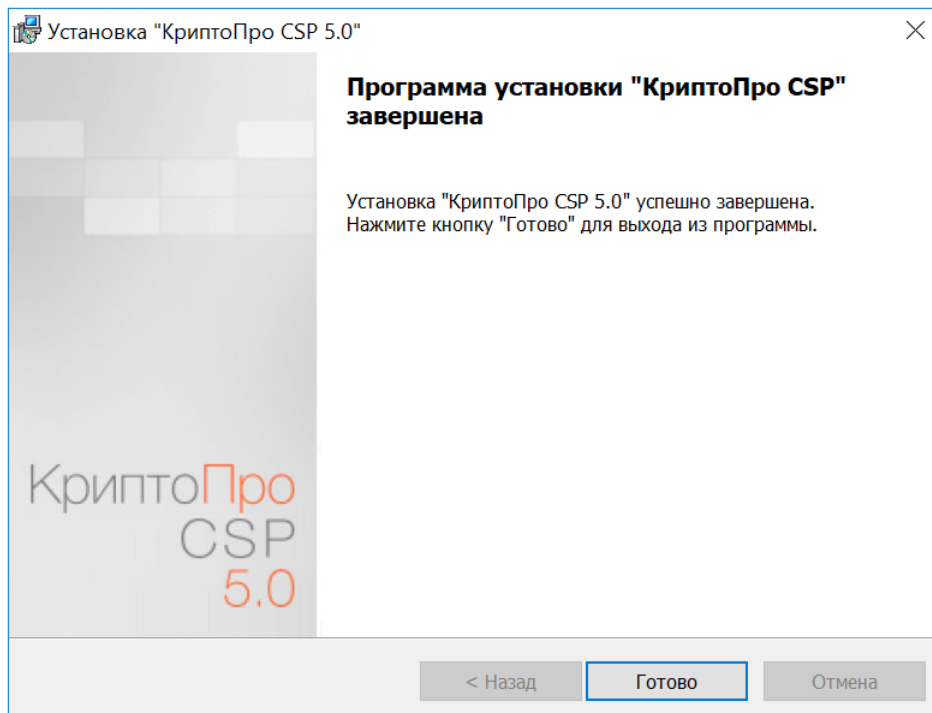 Установка "КриптоПро CSP 5.0"
Программа установки "КриптоПро CSP"
завершена
Установка "КриптоПро CSP 5.0" успешно завершена.
Нажмите кнопку "Готово" для выхода из программы.
КриптоПро
CSP
5.0
< Назад
Готово
Отмена